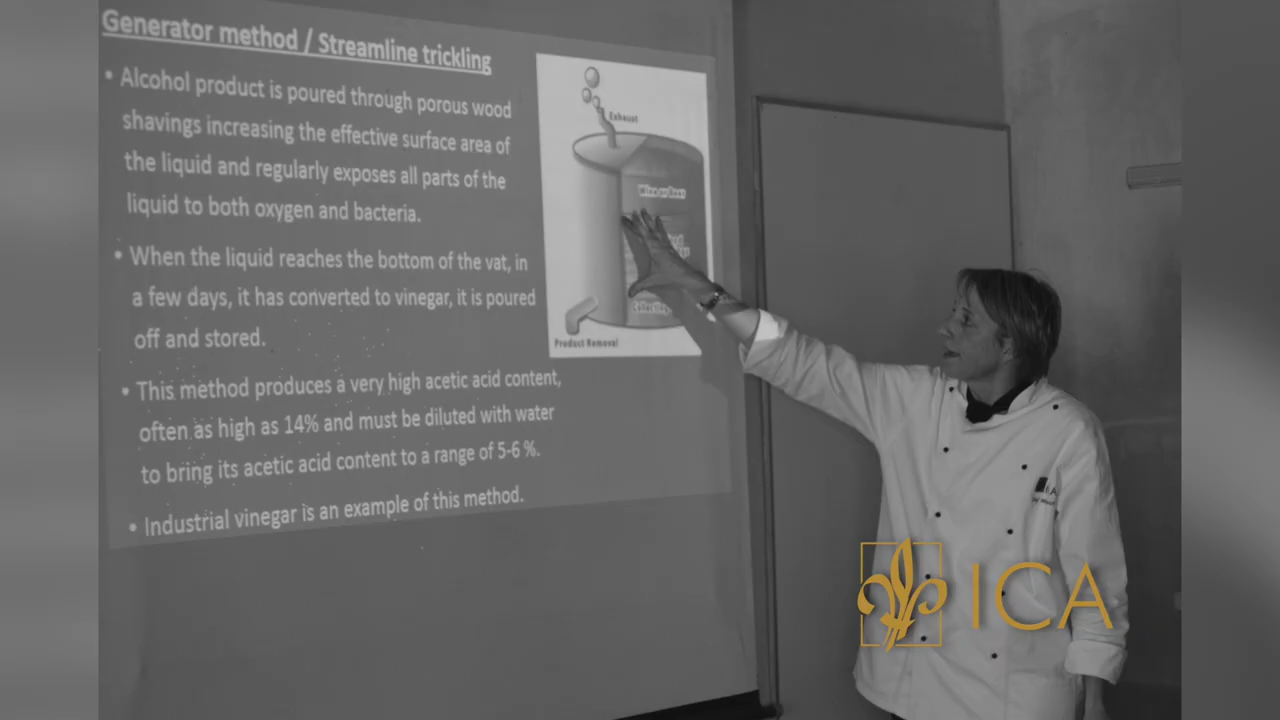 Generator method / Streamline trickling
• Alcohol product is poured through porous wood
shavings increasing the effective surface area of
the liquid and regularly exposes all parts of the
liquid to both oxygen and bacteria.
• When the liquid reaches the bottom of the vat, in
a few days, it has converted to vinegar, it is poured
off and stored.
• This method produces a very high acetic acid content,
often as high as 14% and must be diluted with water
to bring its acetic acid content to a range of 5-6 %.
• Industrial vinegar is an example of this method.
Exhaust
Wine or Beer
Collecting
Product Removal
ICA